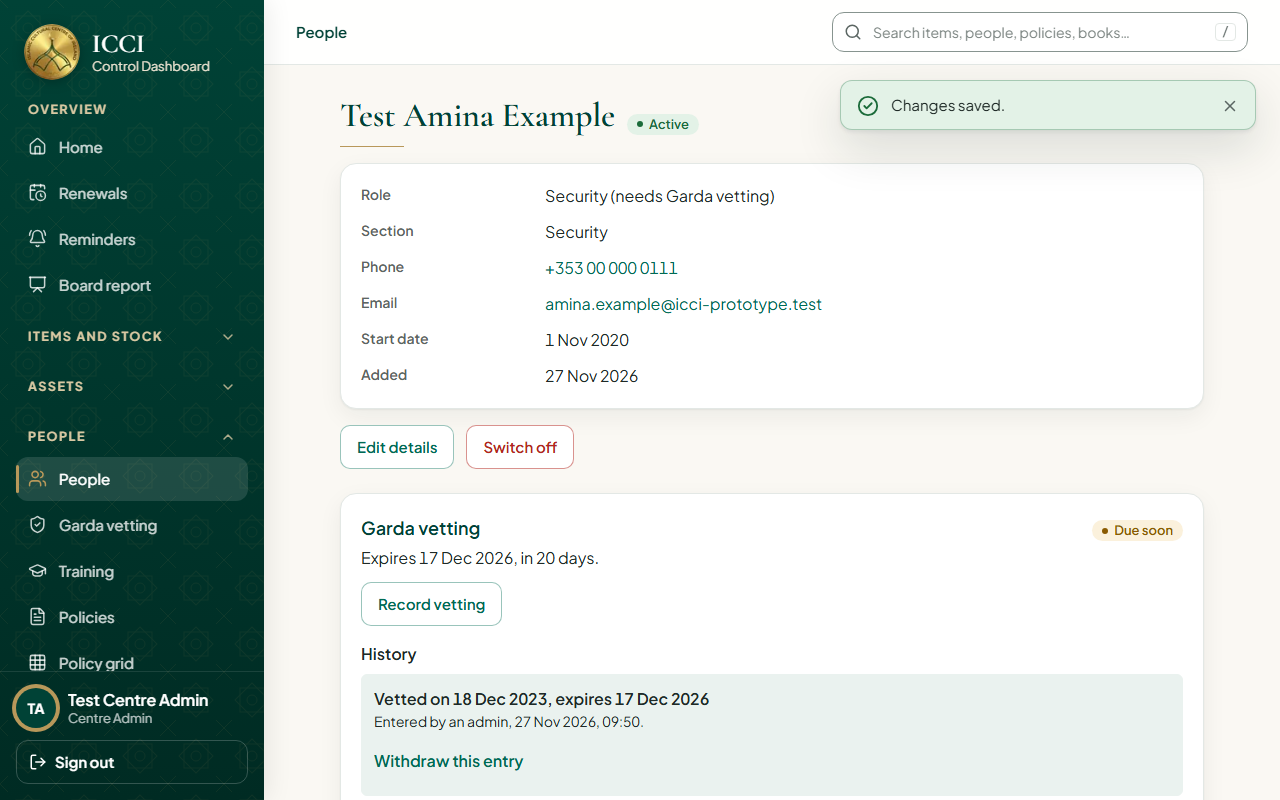 ICCI
Control Dashboard
OVERVIEW
Home
Renewals
Reminders
Board report
ITEMS AND STOCK
ASSETS
PEOPLE
People
Garda vetting
Training
Policies
Policy grid
TA
Test Centre Admin
Centre Admin
Sign out
People
Search items, people, policies, books…
/
Changes saved.
Test Amina Example
Active
Role
Security (needs Garda vetting)
Section
Security
Phone
+353 00 000 0111
Email
amina.example@icci-prototype.test
Start date
1 Nov 2020
Added
27 Nov 2026
Edit details
Switch off
Garda vetting
Due soon
Expires 17 Dec 2026, in 20 days.
Record vetting
History
Vetted on 18 Dec 2023, expires 17 Dec 2026
Entered by an admin, 27 Nov 2026, 09:50.
Withdraw this entry